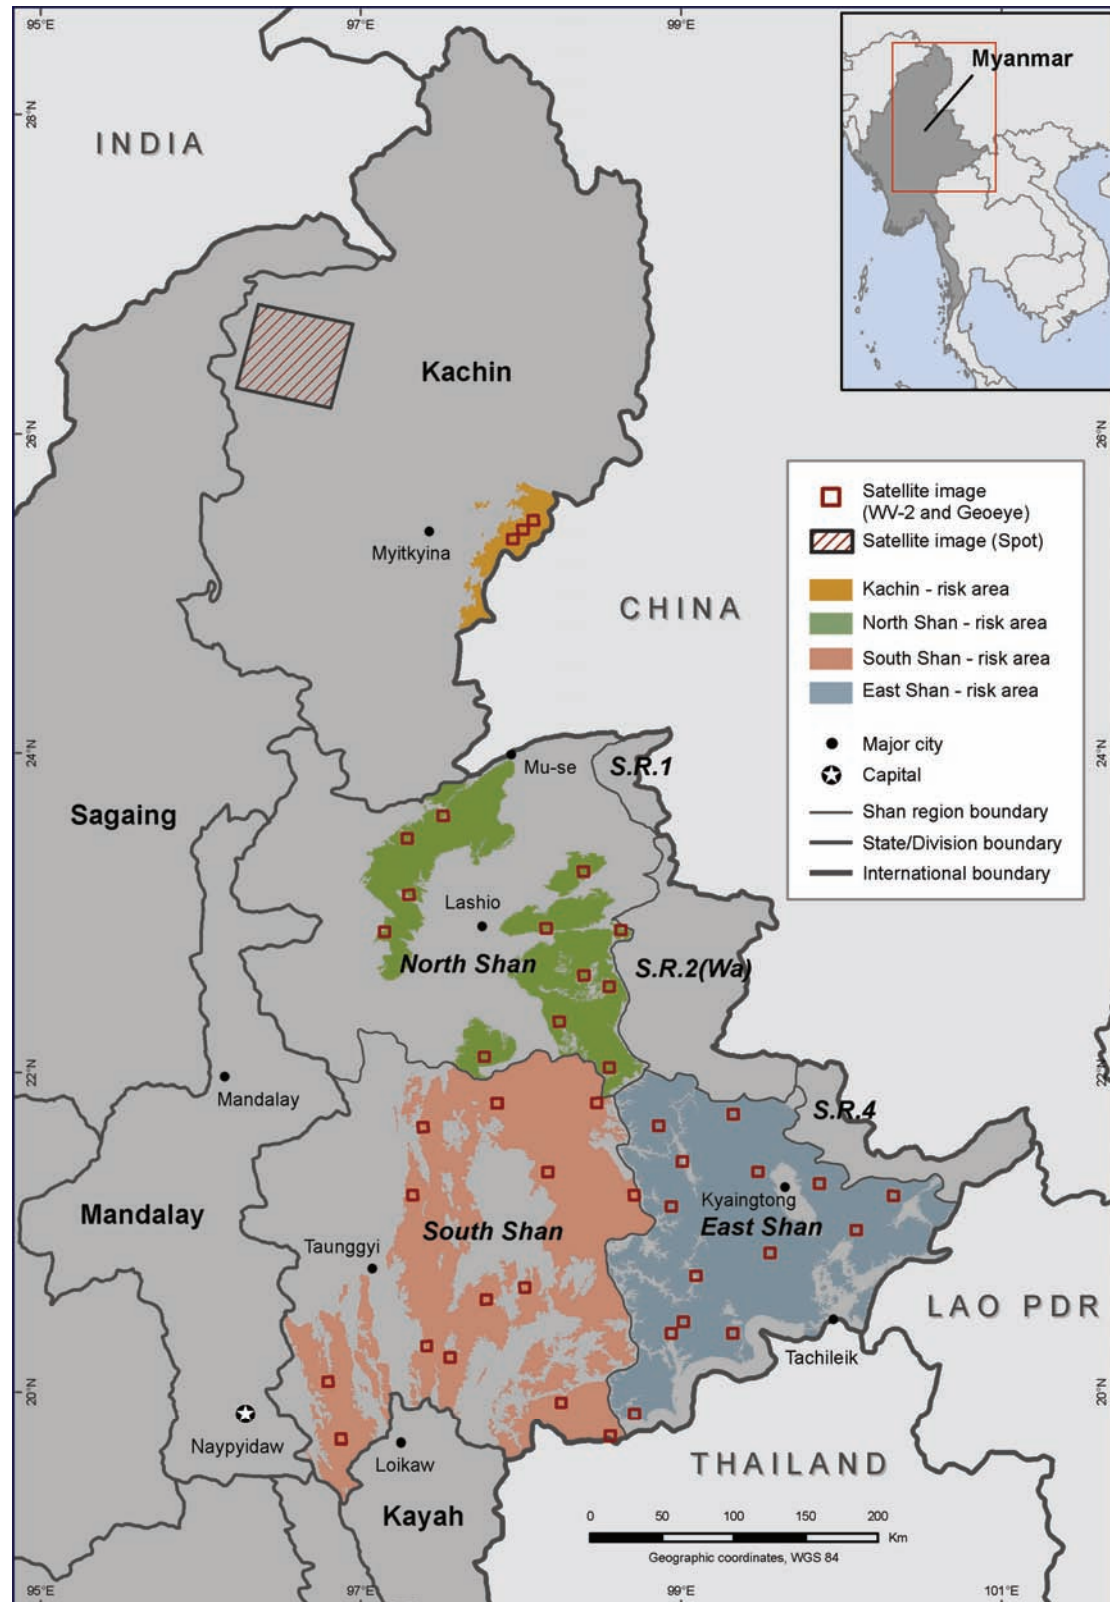 95°E
97°E
99°E
Myanmar
28°N
INDIA
Kachin
26°N
26°N
Satellite image
(WV-2 and Geoeye)
Satellite image (Spot)
Kachin - risk area
North Shan - risk area
South Shan - risk area
East Shan - risk area
Major city
Capital
Shan region boundary
State/Division boundary
International boundary
Myitkyina
CHINA
24°N
24°N
Mu-se
S.R.1
Sagaing
Lashio
North Shan
S.R.2(Wa)
22°N
22°N
Mandalay
S.R.4
Mandalay
Kyaingtong
South Shan
East Shan
Taunggyi
LAO PDR
Tachileik
20°N
20°N
Naypyidaw
Loikaw
THAILAND
Kayah
0 50 100 150 200
Km
Geographic coordinates, WGS 84
95°E
97°E
99°E
101°E